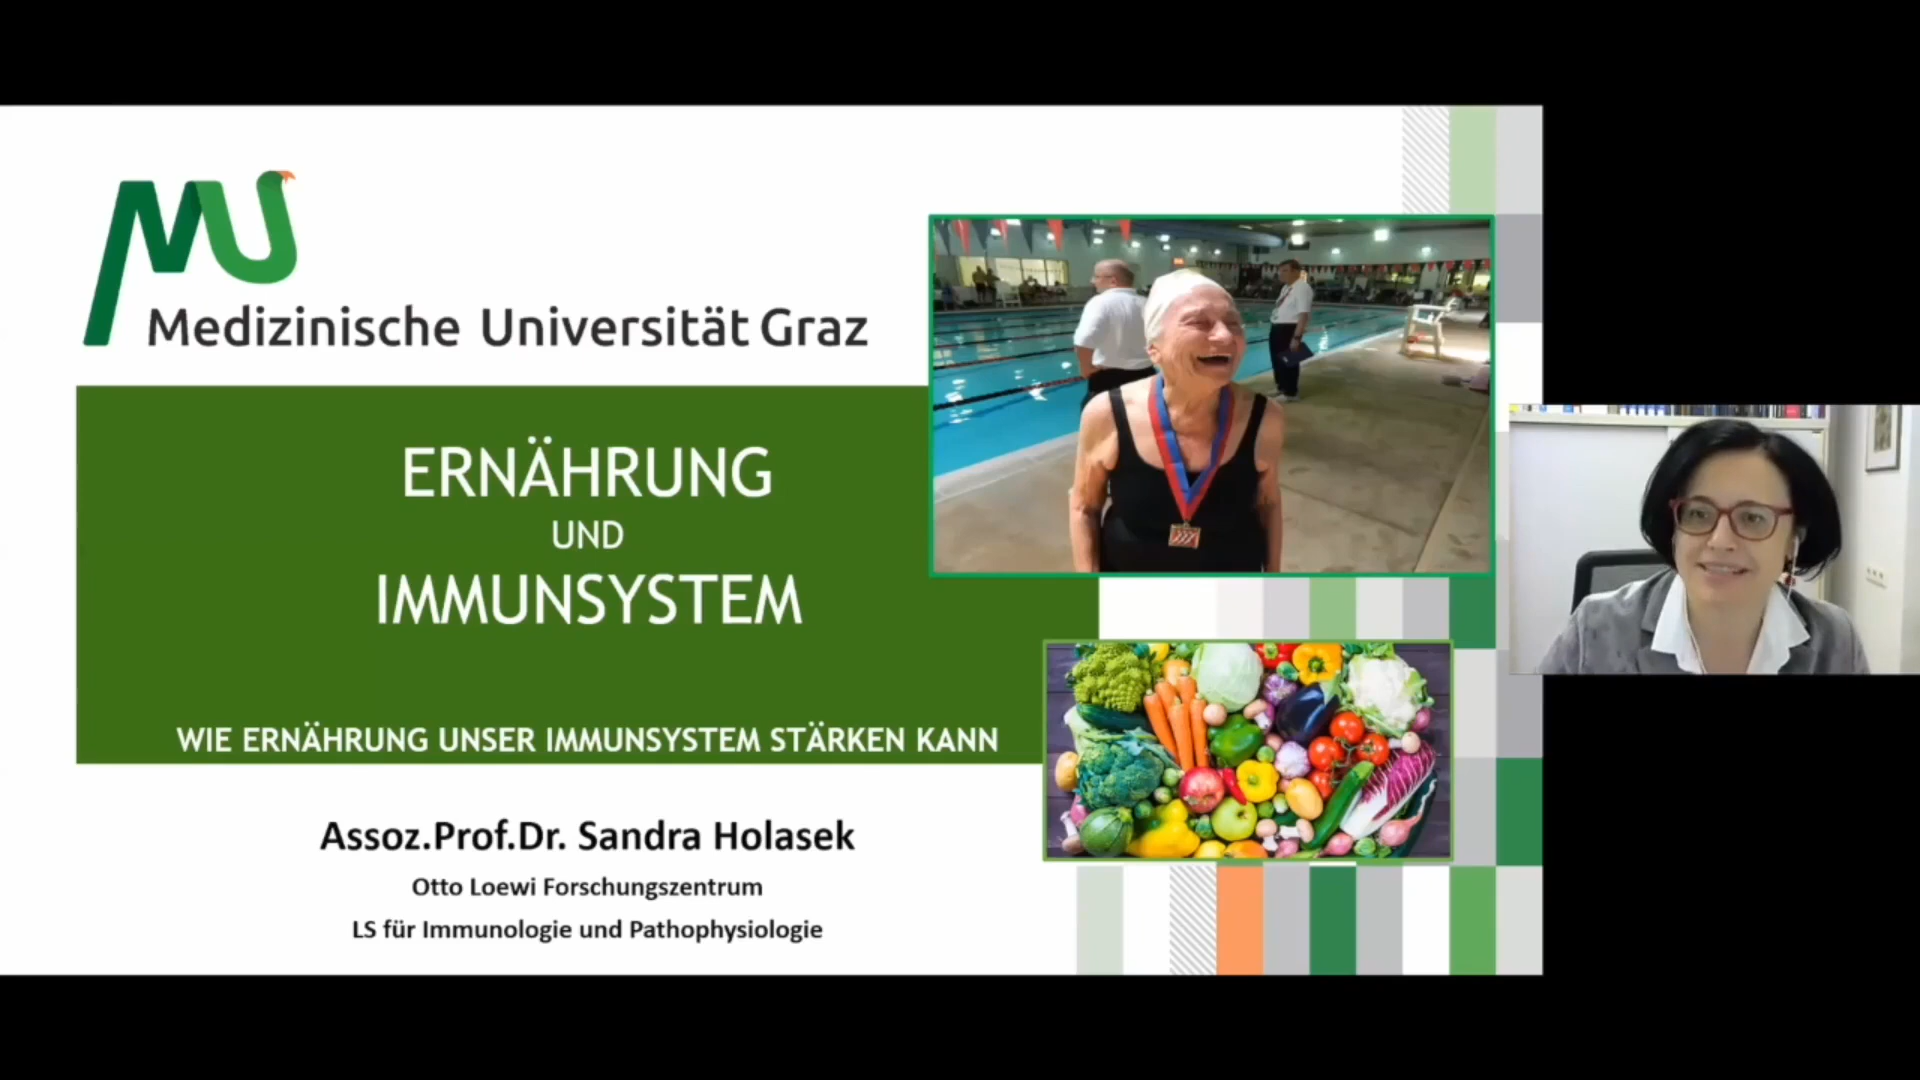 MU
Medizinische Universität Graz
ERNÄHRUNG
UND
IMMUNSYSTEM
WIE ERNÄHRUNG UNSER IMMUNSYSTEM STÄRKEN KANN
Assoz.Prof.Dr. Sandra Holasek
Otto Loewi Forschungszentrum
LS für Immunologie und Pathophysiologie